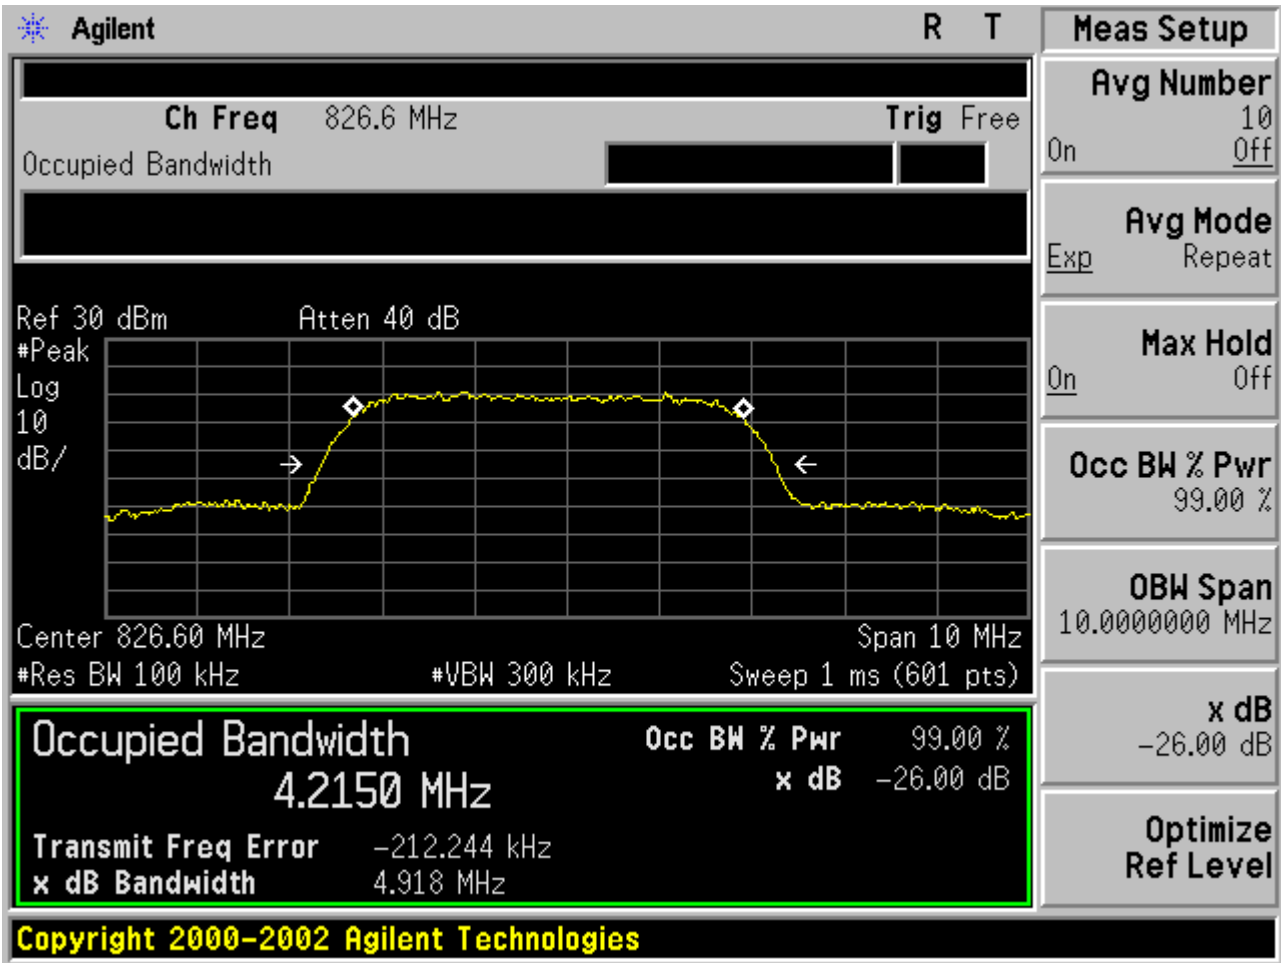 Agilent R T Meas Setup
Ch Freq 826.6 MHz Trig Free
Occupied Bandwidth
Ref 30 dBm Atten 40 dB
#Peak
Log
10
dB/
Center 826.60 MHz Span 10 MHz
#Res BW 100 kHz #VBW 300 kHz Sweep 1 ms (601 pts)
Occupied Bandwidth Occ BW % Pwr 99.00 %
4.2150 MHz x dB -26.00 dB
Transmit Freq Error -212.244 kHz
x dB Bandwidth 4.918 MHz
Copyright 2000-2002 Agilent Technologies
Avg Number
10
On Off
Avg Mode
Exp Repeat
Max Hold
On Off
Occ BW % Pwr
99.00 %
OBW Span
10.0000000 MHz
x dB
-26.00 dB
Optimize
Ref Level